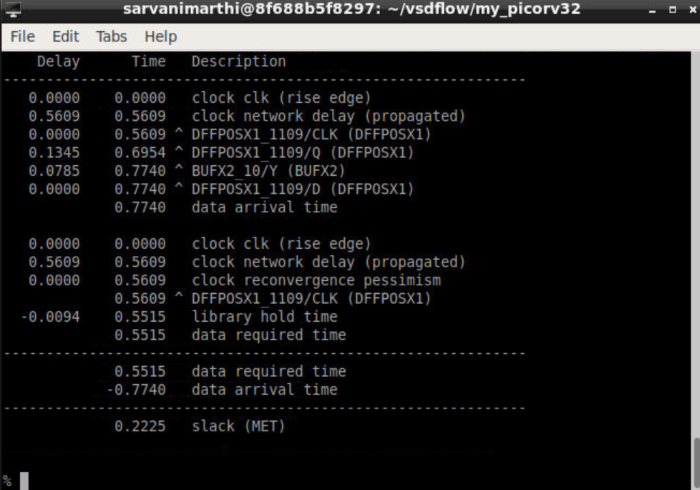 sarvanimarthi@8f688b5f8297: ~/vsdflow/my_picorv32
File Edit Tabs Help
Delay Time Description
---------------------------------------------------------------
0.0000 0.0000 clock clk (rise edge)
0.5609 0.5609 clock network delay (propagated)
0.0000 0.5609 ^ DFFPOSX1_1109/CLK (DFFPOSX1)
0.1345 0.6954 ^ DFFPOSX1_1109/Q (DFFPOSX1)
0.0785 0.7740 ^ BUFX2_10/Y (BUFX2)
0.0000 0.7740 ^ DFFPOSX1_1109/D (DFFPOSX1)
0.7740 data arrival time
0.0000 0.0000 clock clk (rise edge)
0.5609 0.5609 clock network delay (propagated)
0.0000 0.5609 clock reconvergence pessimism
0.5609 ^ DFFPOSX1_1109/CLK (DFFPOSX1)
-0.0094 0.5515 library hold time
0.5515 data required time
---------------------------------------------------------------
0.5515 data required time
-0.7740 data arrival time
---------------------------------------------------------------
0.2225 slack (MET)
%